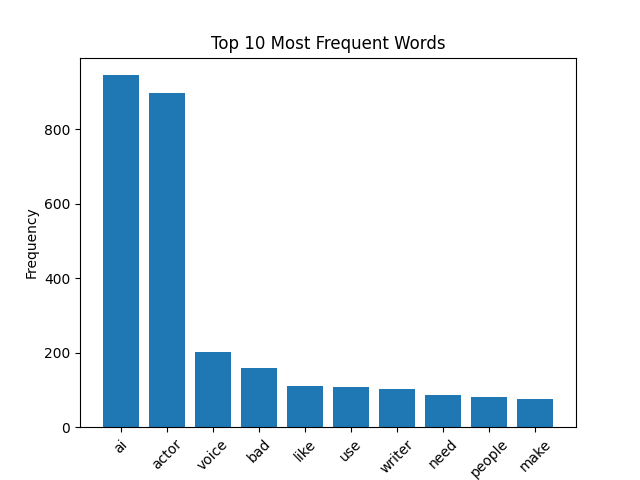 Top 10 Most Frequent Words
Frequency
800
600
400
200
0
ai
actor
voice
bad
like
use
writer
need
people
make